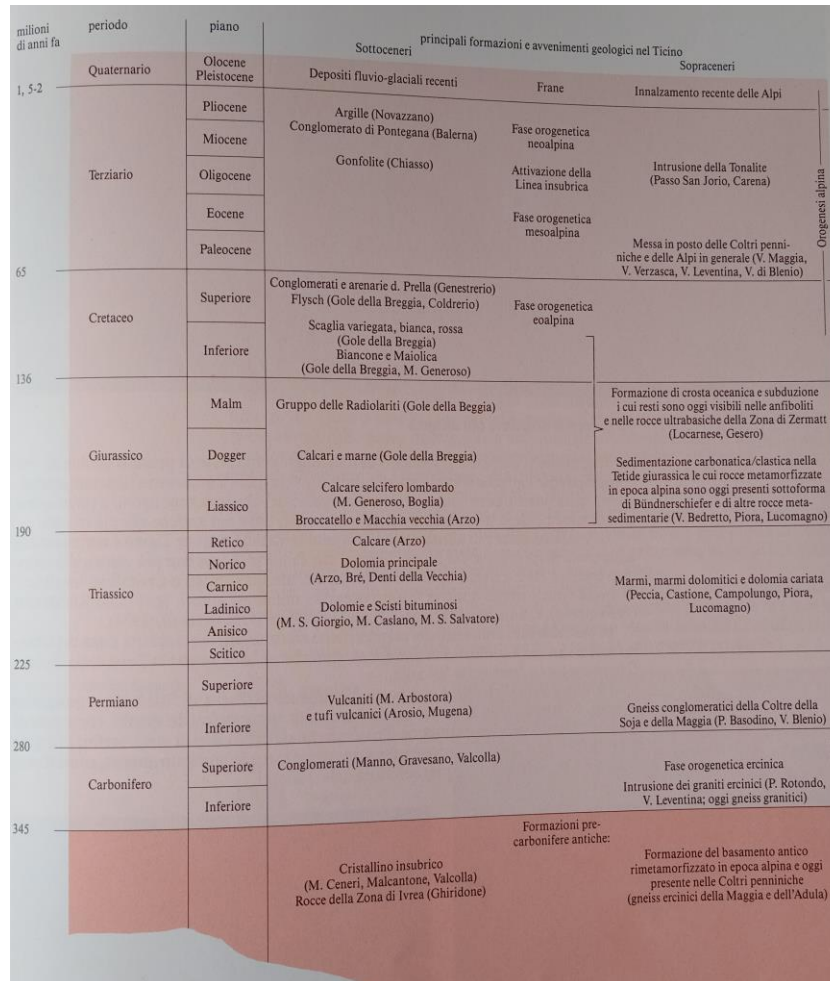 milioni
di anni fa
periodo
piano
principali formazioni e avvenimenti geologici nel Ticino
Sottoceneri
Sopraceneri
Quaternario
Olocene
Pleistocene
Depositi fluvio-glaciali recenti
Frane
Innalzamento recente delle Alpi
1, 5-2
Terziario
Pliocene
Miocene
Oligocene
Eocene
Paleocene
Argille (Novazzano)
Conglomerato di Pontegana (Balerna)
Gonfolite (Chiasso)
Fase orogenetica
neoalpina
Attivazione della
Linea insubrica
Fase orogenetica
mesoalpina
Intrusione della Tonalite
(Passo San Jorio, Carena)
Messa in posto delle Coltri penni-
niche e delle Alpi in generale (V. Maggia,
V. Verzasca, V. Leventina, V. di Blenio)
Orogenesi alpina
65
Cretaceo
Superiore
Inferiore
Conglomerati e arenarie d. Prella (Genestrerio)
Flysch (Gole della Breggia, Coldrerio)
Scaglia variegata, bianca, rossa
(Gole della Breggia)
Biancone e Maiolica
(Gole della Breggia, M. Generoso)
Fase orogenetica
eoalpina
136
Giurassico
Malm
Dogger
Liassico
Gruppo delle Radiolariti (Gole della Beggia)
Calcari e marne (Gole della Breggia)
Calcare selcifero lombardo
(M. Generoso, Boglia)
Broccatello e Macchia vecchia (Arzo)
Formazione di crosta oceanica e subduzione
i cui resti sono oggi visibili nelle anfiboliti
e nelle rocce ultrabasiche della Zona di Zermatt
(Locarnese, Gesero)
Sedimentazione carbonatica/clastica nella
Tetide giurassica le cui rocce metamorfizzate
in epoca alpina sono oggi presenti sottoforma
di Bündnerschiefer e di altre rocce meta-
sedimentarie (V. Bedretto, Piora, Lucomagno)
190
Triassico
Retico
Norico
Carnico
Ladinico
Anisico
Scitico
Calcare (Arzo)
Dolomia principale
(Arzo, Bré, Denti della Vecchia)
Dolomie e Scisti bituminosi
(M. S. Giorgio, M. Caslano, M. S. Salvatore)
Marmi, marmi dolomitici e dolomia cariata
(Peccia, Castione, Campolungo, Piora,
Lucomagno)
225
Permiano
Superiore
Inferiore
Vulcaniti (M. Arbostora)
e tufi vulcanici (Arosio, Mugena)
Gneiss conglomeratici della Coltre della
Soja e della Maggia (P. Basodino, V. Blenio)
280
Carbonifero
Superiore
Inferiore
Conglomerati (Manno, Gravesano, Valcolla)
Fase orogenetica ercinica
Intrusione dei graniti ercinici (P. Rotondo,
V. Leventina; oggi gneiss granitici)
345
Formazioni pre-
carbonifere antiche:
Cristallino insubrico
(M. Ceneri, Malcantone, Valcolla)
Rocce della Zona di Ivrea (Ghiridone)
Formazione del basamento antico
rimetamorfizzato in epoca alpina e oggi
presente nelle Coltri penniniche
(gneiss ercinici della Maggia e dell'Adula)